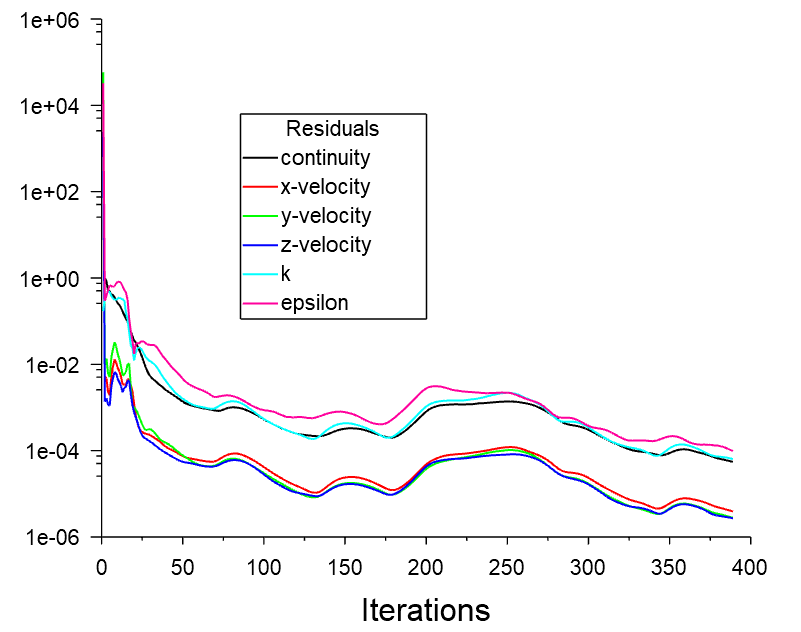 1e+06
1e+04
1e+02
1e+00
1e-02
1e-04
1e-06
Residuals
continuity
x-velocity
y-velocity
z-velocity
k
epsilon
0 50 100 150 200 250 300 350 400
Iterations